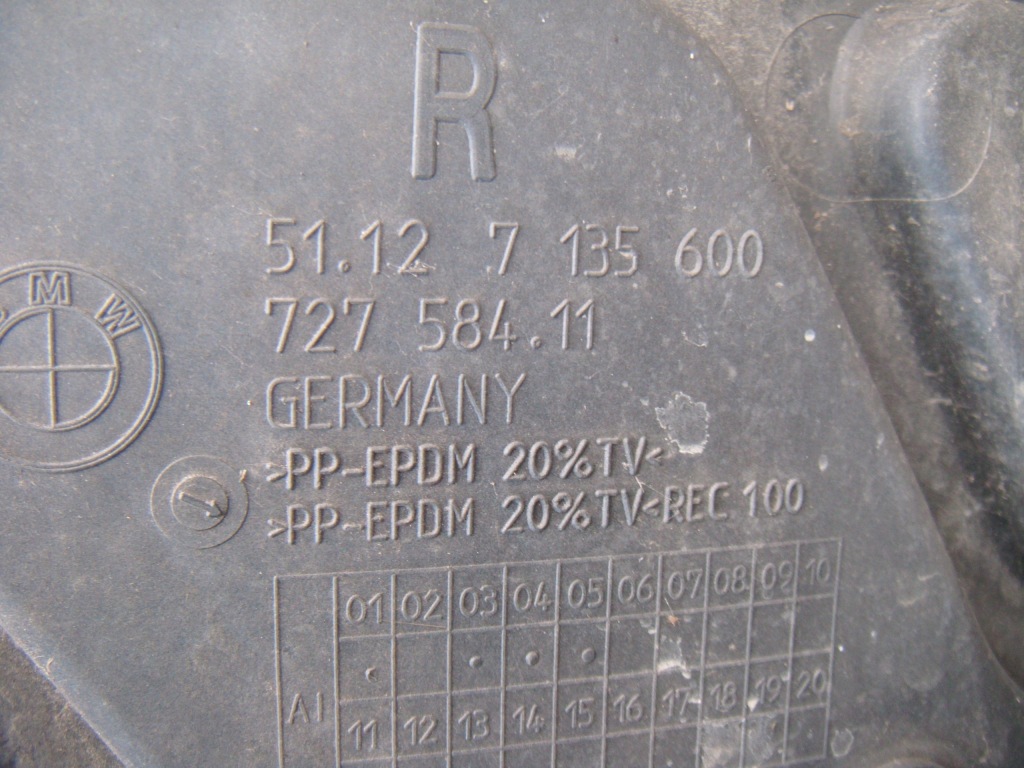 R
51.12 7 135 600
727 584.11
GERMANY
>PP-EPDM 20%TV<
>PP-EPDM 20%TV<REC 100
BMW
01 02 03 04 05 06 07 08 09 10
AI
11 12 13 14 15 16 17 18 19 20